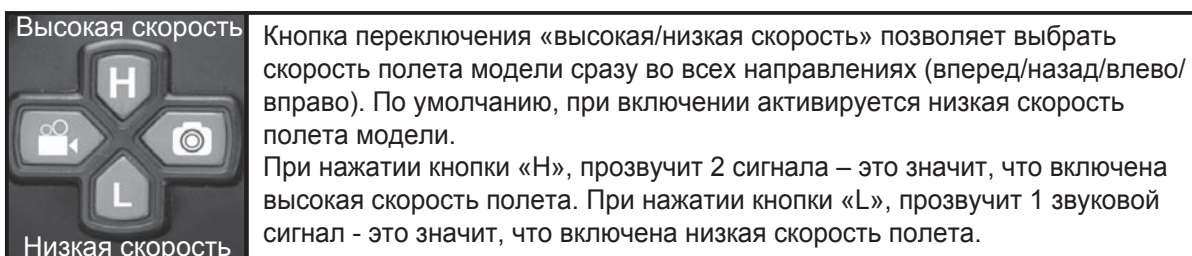 Высокая скорость
H
L
Низкая скорость
Кнопка переключения «высокая/низкая скорость» позволяет выбрать
скорость полета модели сразу во всех направлениях (вперед/назад/влево/
вправо). По умолчанию, при включении активируется низкая скорость
полета модели.
При нажатии кнопки «H», прозвучит 2 сигнала – это значит, что включена
высокая скорость полета. При нажатии кнопки «L», прозвучит 1 звуковой
сигнал - это значит, что включена низкая скорость полета.